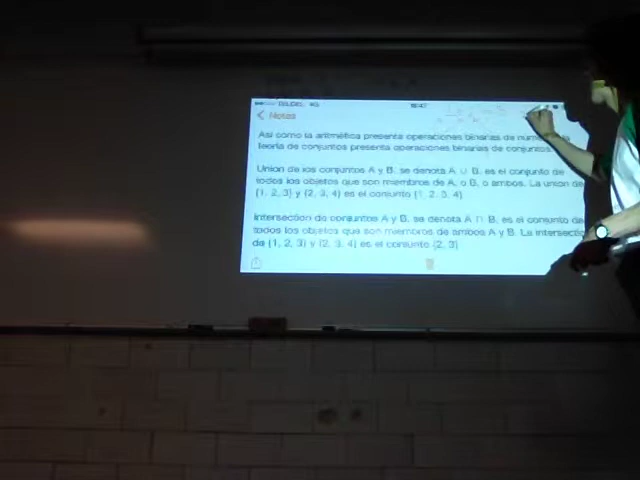 TELCEL 4G
18:47
Notas
Así como la aritmética presenta operaciones binarias de
teoría de conjuntos presenta operaciones binarias de conjuntos
Unión de los conjuntos A y B, se denota A ∪ B, es el conjunto de
todos los objetos que son miembros de A, o B, o ambos. La unión de
{1, 2, 3} y {2, 3, 4} es el conjunto {1, 2, 3, 4}
Intersección de conjuntos A y B, se denota A ∩ B, es el conjunto de
todos los objetos que son miembros de ambos A y B. La
de {1, 2, 3} y {2, 3, 4} es el conjunto {2, 3}